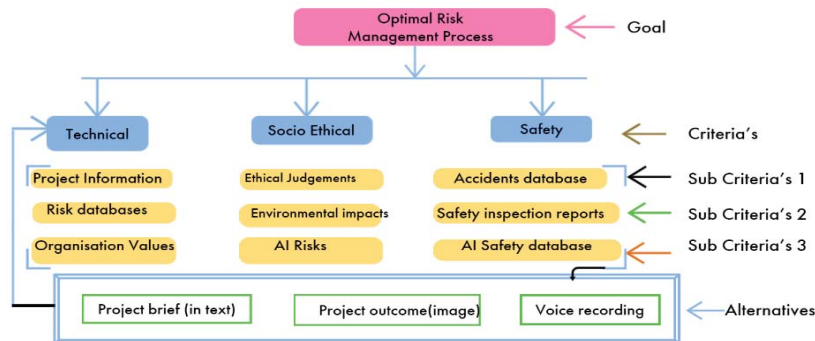 Optimal Risk
Management Process
Goal
Technical
Socio Ethical
Safety
Criteria's
Project Information
Ethical Judgements
Accidents database
Sub Criteria's 1
Risk databases
Environmental impacts
Safety inspection reports
Sub Criteria's 2
Organisation Values
AI Risks
AI Safety database
Sub Criteria's 3
Project brief (in text)
Project outcome(image)
Voice recording
Alternatives